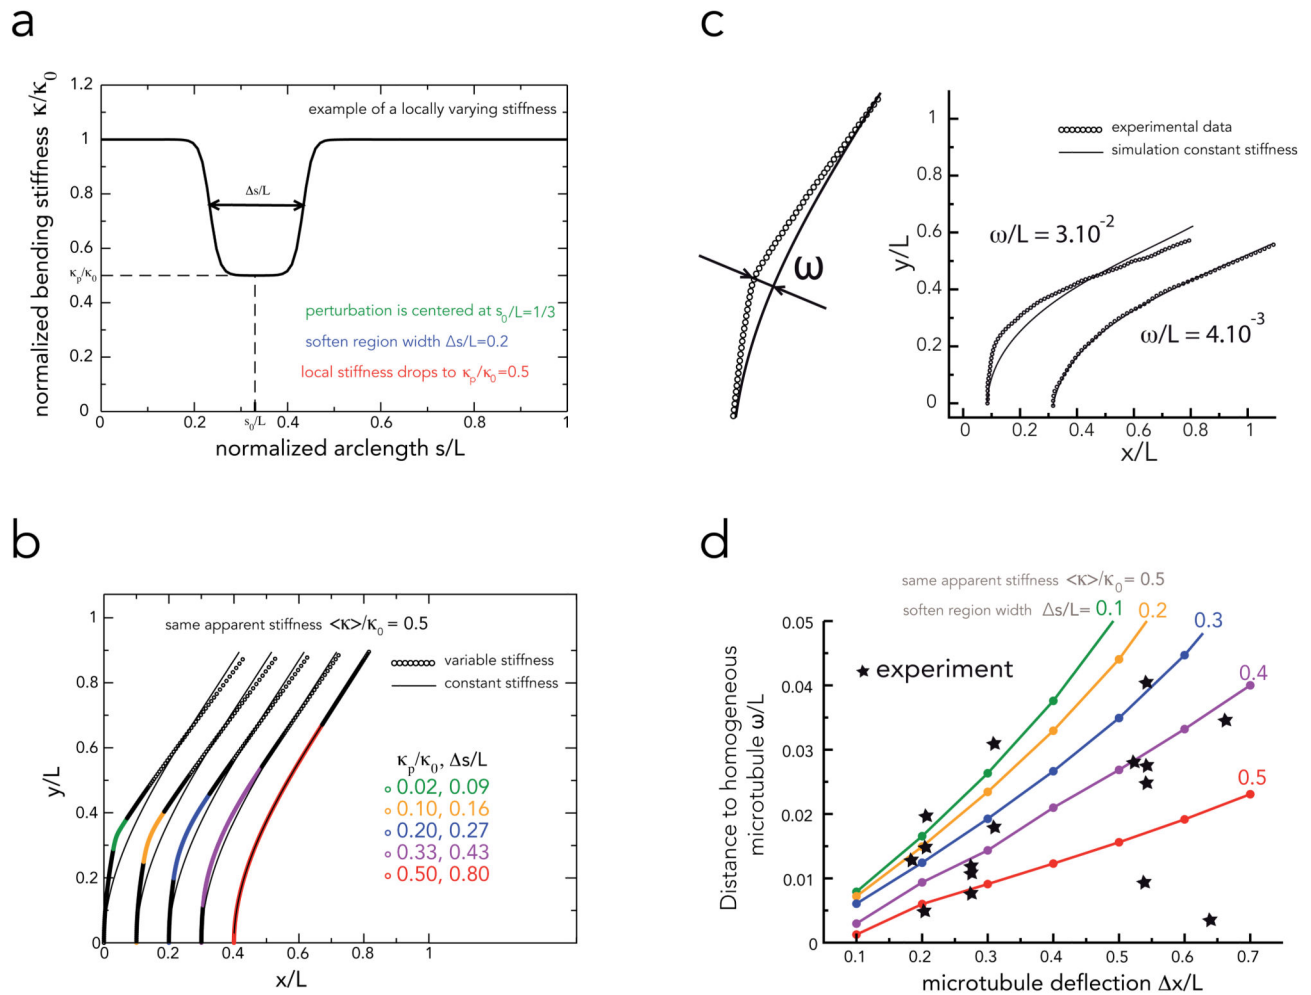 a
normalized bending stiffness κ/κ0
1.2
1
0.8
0.6
κp/κ0
0.4
0.2
0
example of a locally varying stiffness
Δs/L
perturbation is centered at s0/L=1/3
soften region width Δs/L=0.2
local stiffness drops to κp/κ0=0.5
0 0.2 s0/L 0.4 0.6 0.8 1
normalized arclength s/L
c
ω
y/L
1
0.8
0.6
0.4
0.2
0
experimental data
simulation constant stiffness
ω/L = 3.10-2
ω/L = 4.10-3
0 0.2 0.4 0.6 0.8 1
x/L
b
y/L
1
0.8
0.6
0.4
0.2
0
same apparent stiffness <κ>/κ0 = 0.5
variable stiffness
constant stiffness
κp/κ0, Δs/L
0.02, 0.09
0.10, 0.16
0.20, 0.27
0.33, 0.43
0.50, 0.80
0 0.2 0.4 0.6 0.8 1
x/L
d
same apparent stiffness <κ>/κ0 = 0.5
soften region width Δs/L= 0.1 0.2 0.3 0.4 0.5
Distance to homogeneous
microtubule ω/L
0.05
0.04
0.03
0.02
0.01
0
experiment
0.1 0.2 0.3 0.4 0.5 0.6 0.7
microtubule deflection Δx/L